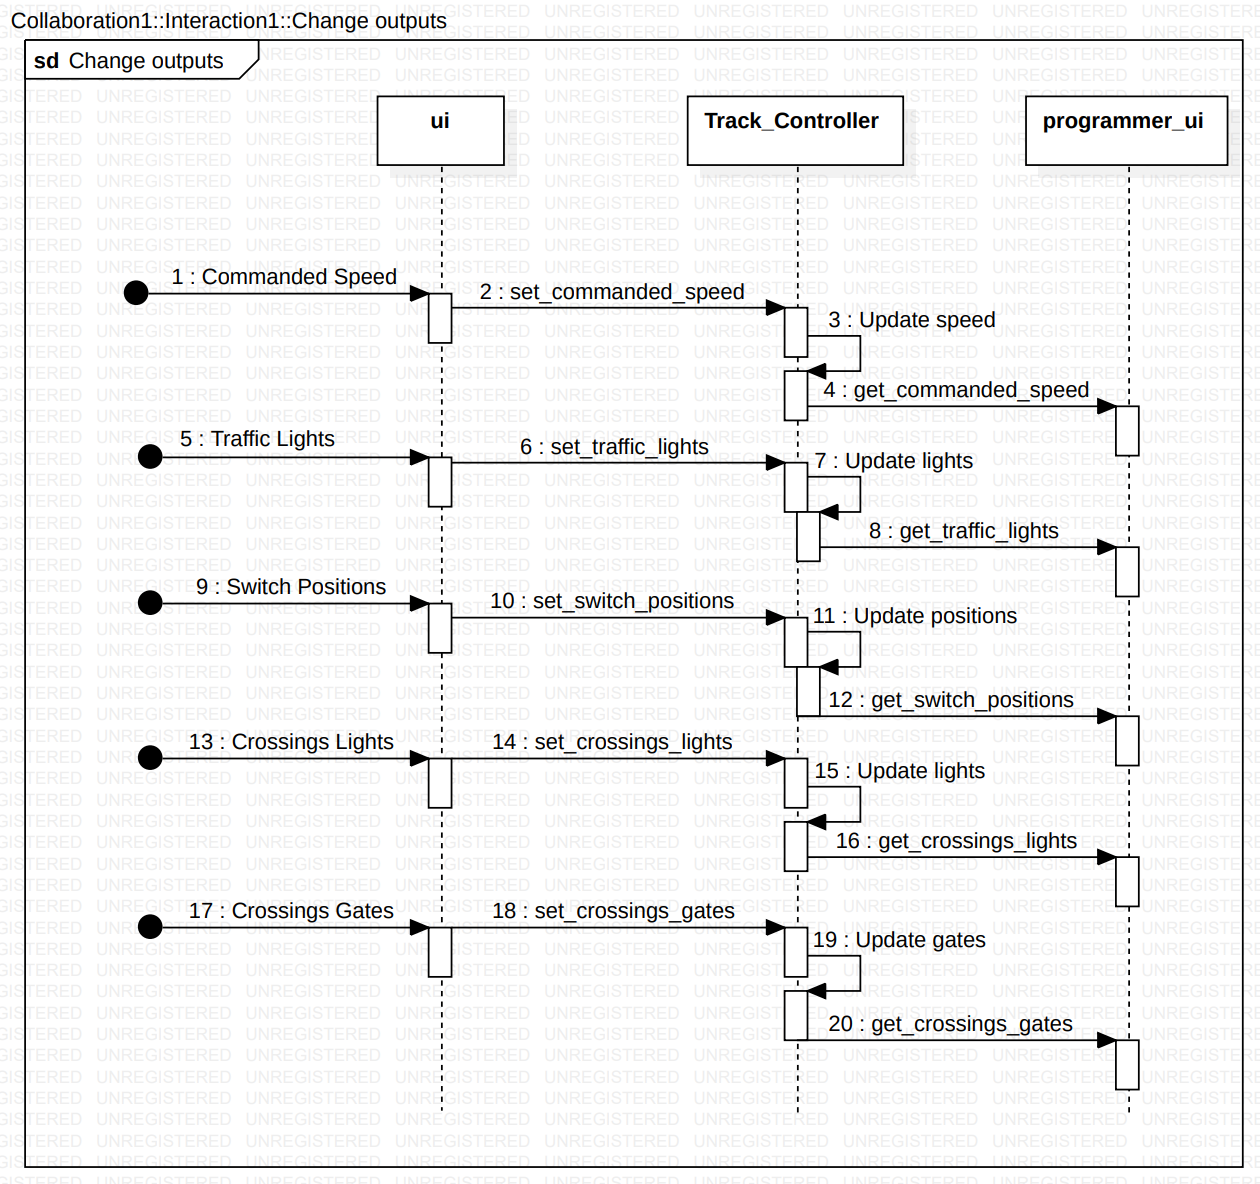 Collaboration1::Interaction1::Change outputs
sd Change outputs
ui
Track_Controller
programmer_ui
1 : Commanded Speed
2 : set_commanded_speed
3 : Update speed
4 : get_commanded_speed
5 : Traffic Lights
6 : set_traffic_lights
7 : Update lights
8 : get_traffic_lights
9 : Switch Positions
10 : set_switch_positions
11 : Update positions
12 : get_switch_positions
13 : Crossings Lights
14 : set_crossings_lights
15 : Update lights
16 : get_crossings_lights
17 : Crossings Gates
18 : set_crossings_gates
19 : Update gates
20 : get_crossings_gates